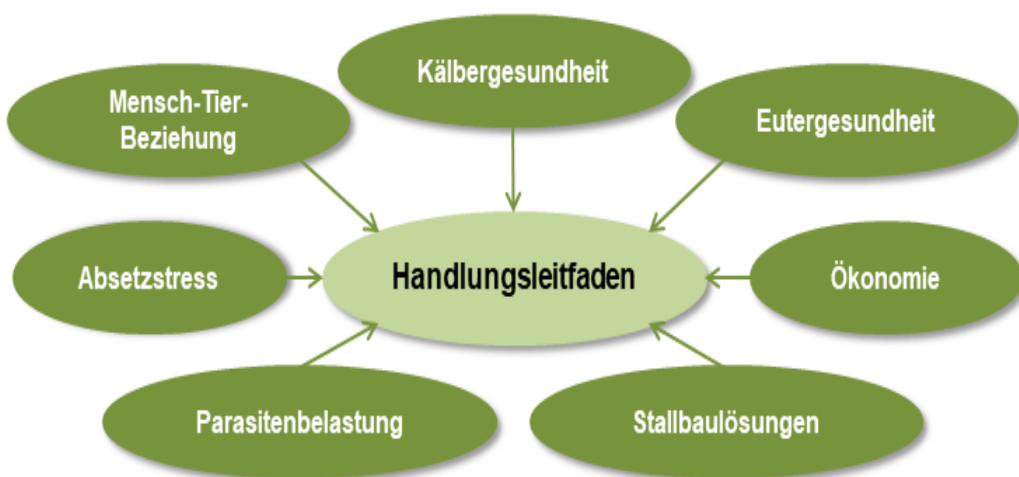 Kälbergesundheit
Mensch-Tier-
Beziehung
Eutergesundheit
Absetzstress
Handlungsleitfaden
Ökonomie
Parasitenbelastung
Stallbaulösungen